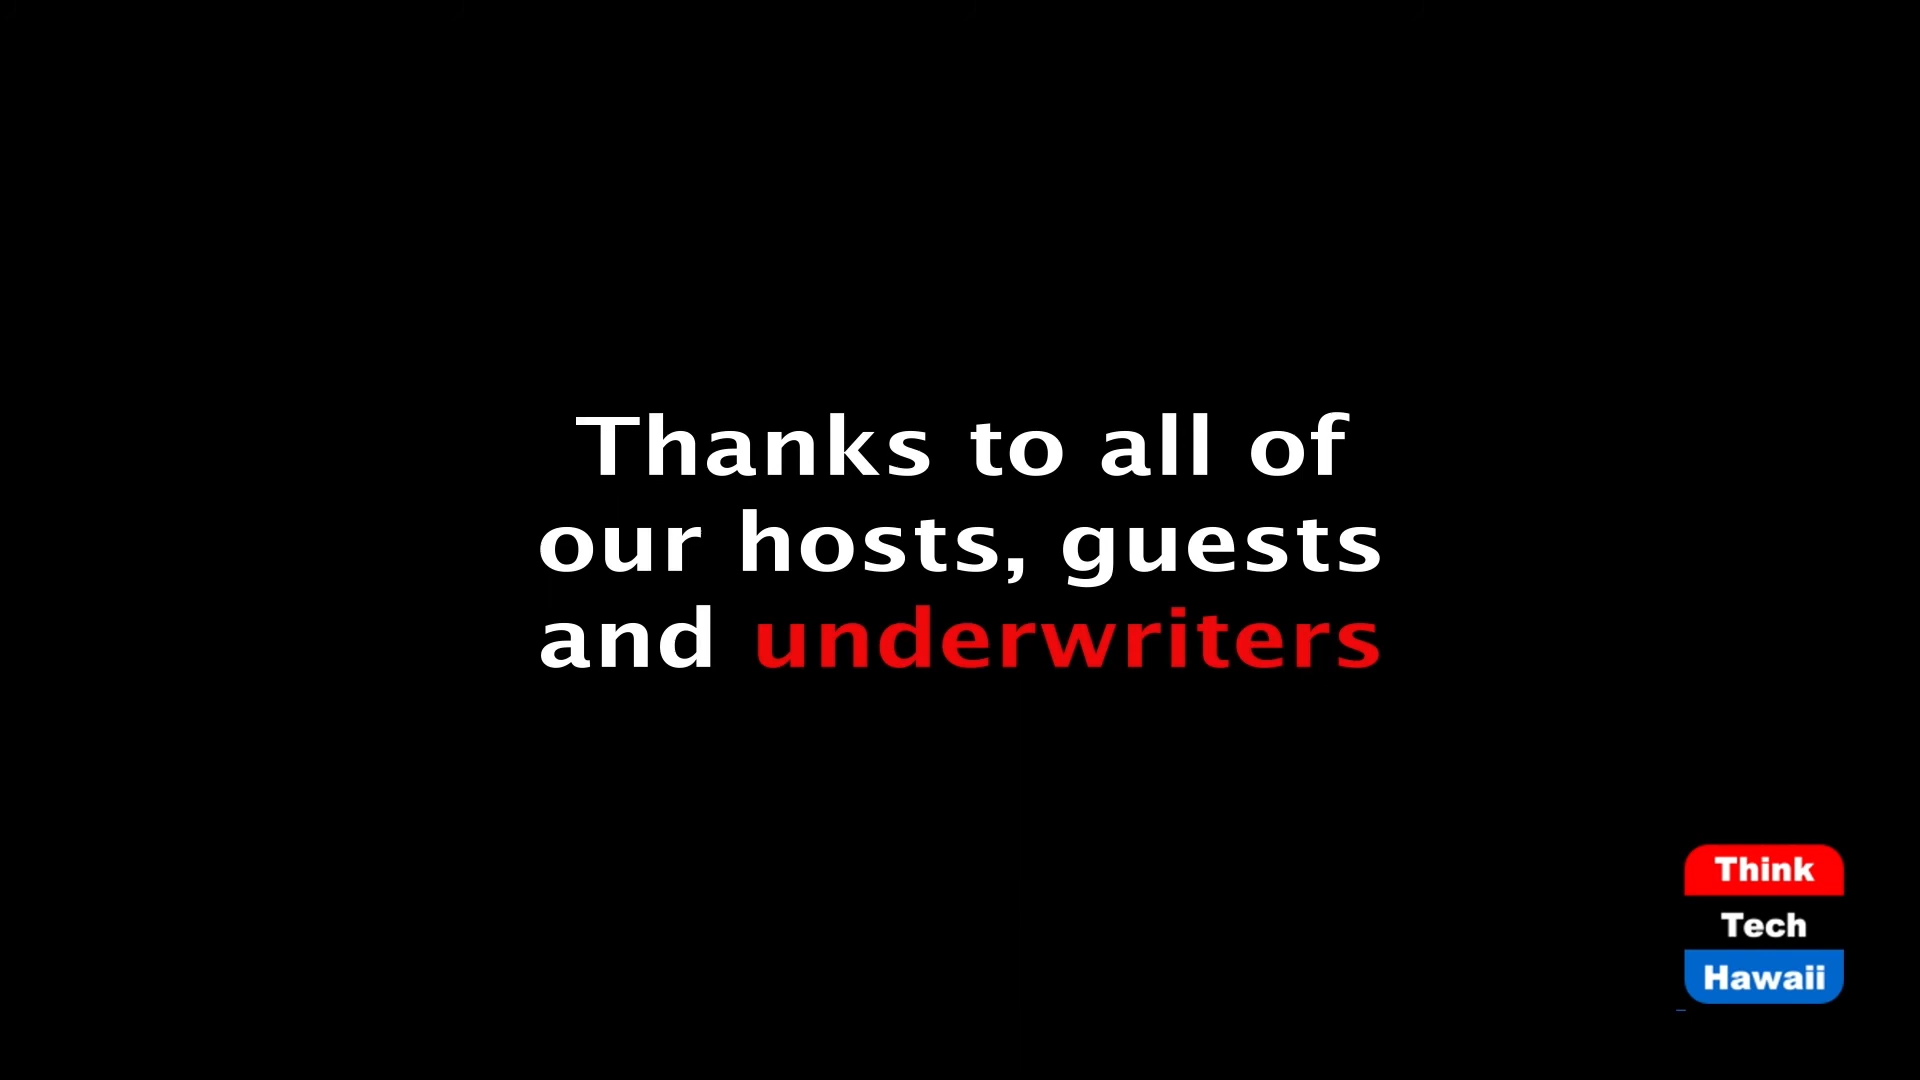 Thanks to all of
our hosts, guests
and underwriters
Think
Tech
Hawaii